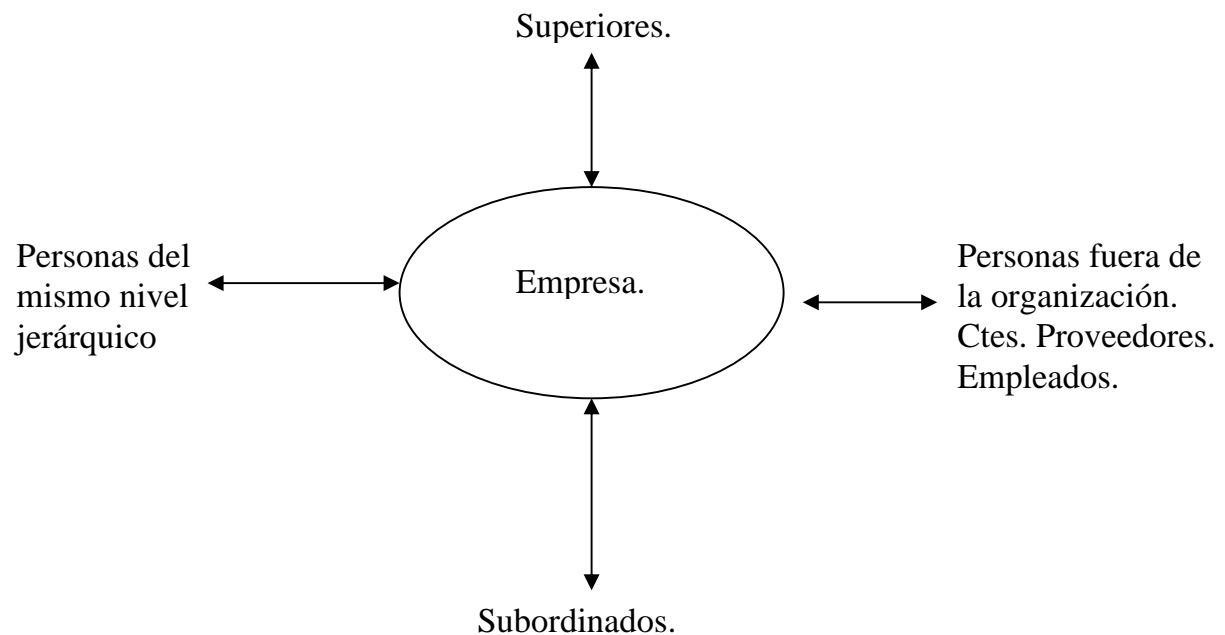 Superiores.
Personas del
mismo nivel
jerárquico
Empresa.
Personas fuera de
la organización.
Ctes. Proveedores.
Empleados.
Subordinados.